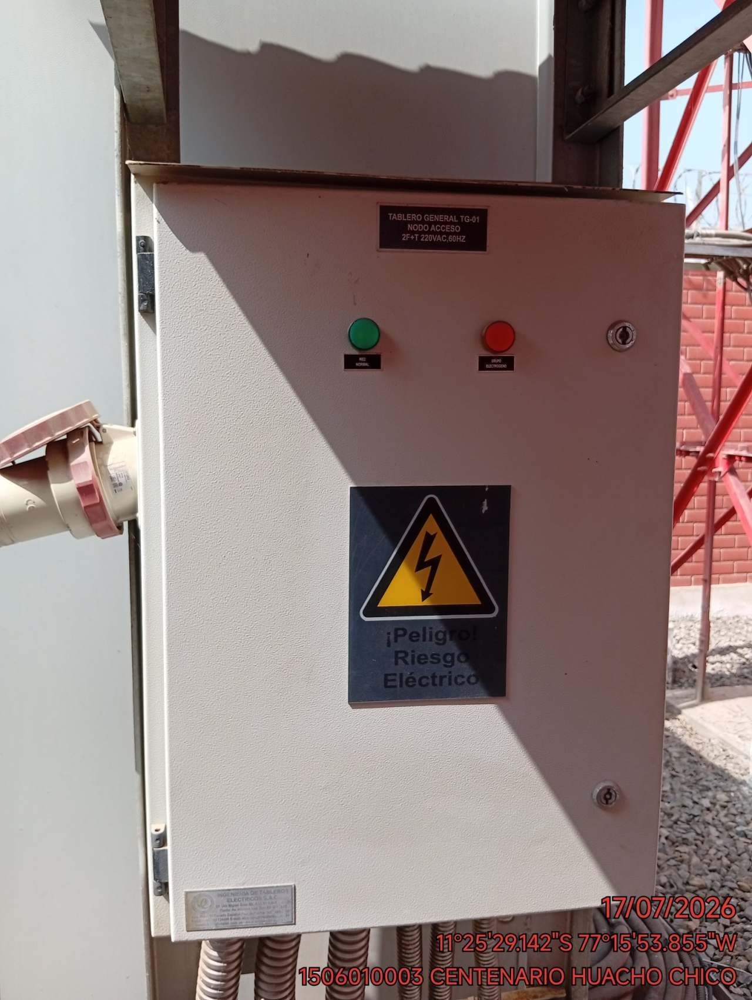 TABLERO GENERAL TG-01
NODO ACCESO
2F+T 220VAC,60HZ
RED
NORMAL
GRUPO
ELECTROGENO
¡Peligro!
Riesgo
Eléctrico
INGENIERIA DE TABLEROS
ELECTRICOS S.A.C
17/07/2026
11°25'29.142"S 77°15'53.855"W
1506010003 CENTENARIO HUACHO CHICO